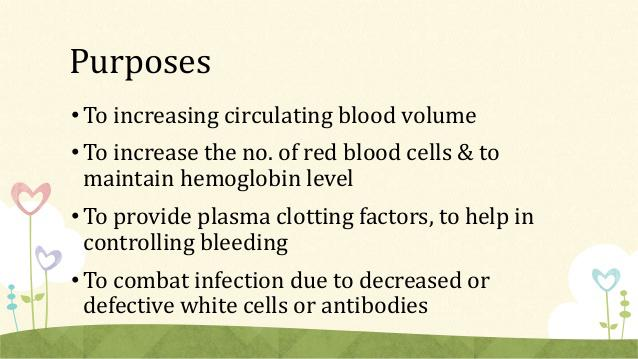 Purposes
• To increasing circulating blood volume
• To increase the no. of red blood cells & to
maintain hemoglobin level
• To provide plasma clotting factors, to help in
controlling bleeding
• To combat infection due to decreased or
defective white cells or antibodies